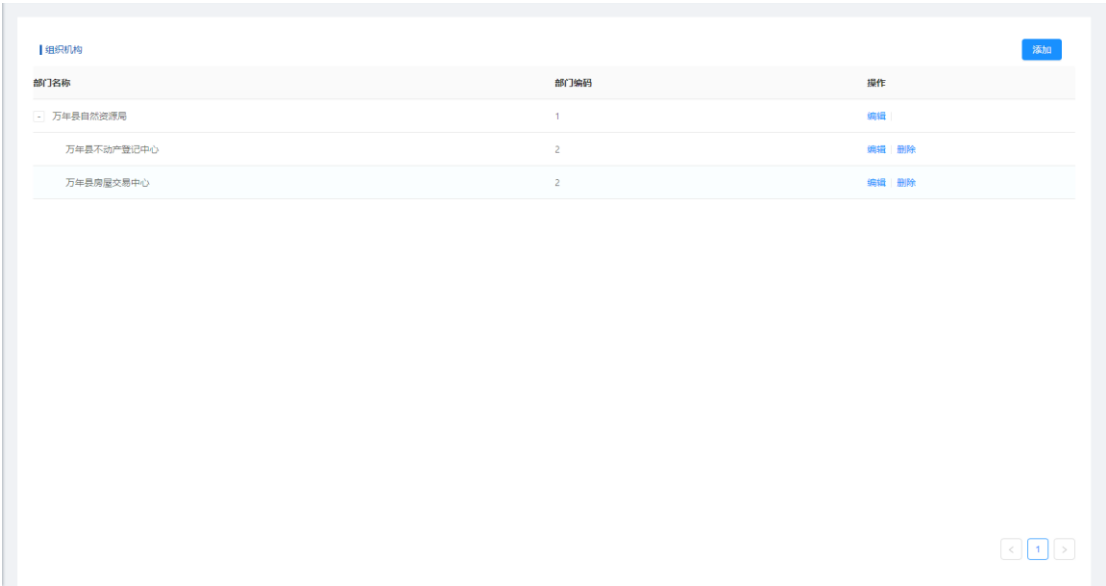 组织机构
添加
部门名称 部门编码 操作
- 万年县自然资源局 1 编辑
万年县不动产登记中心 2 编辑 删除
万年县房屋交易中心 2 编辑 删除
< 1 >